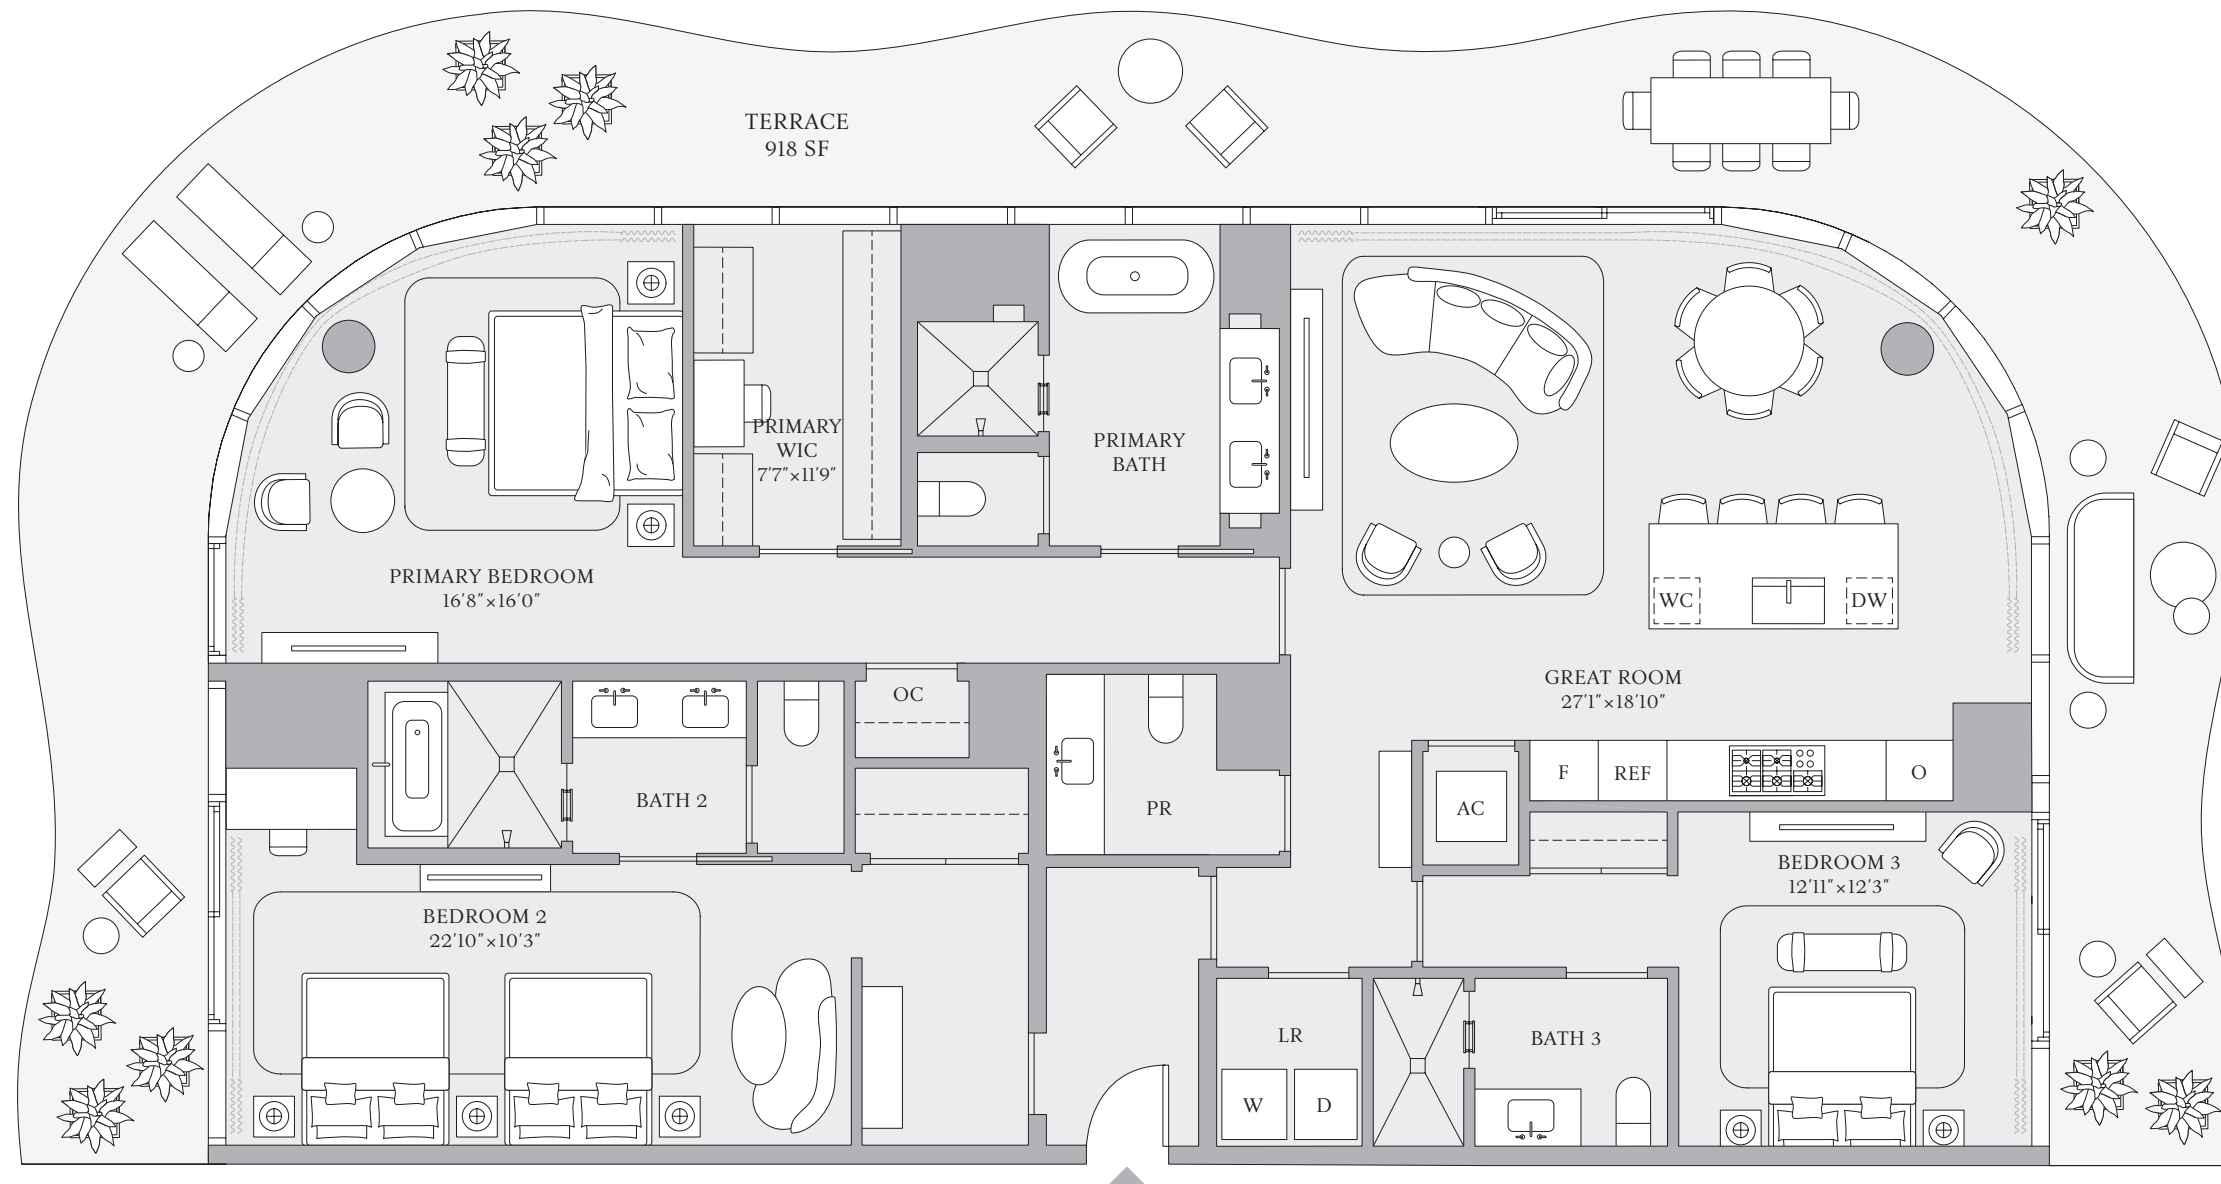 TERRACE
918 SF
PRIMARY
WIC
7'7"×11'9"
PRIMARY
BATH
PRIMARY BEDROOM
16'8"×16'0"
WC
DW
GREAT ROOM
27'1"×18'10"
OC
BATH 2
PR
AC
F
REF
O
BEDROOM 3
12'11"×12'3"
BEDROOM 2
22'10"×10'3"
LR
BATH 3
W
D